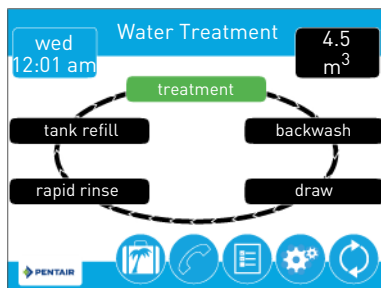 wed
12:01 am
Water Treatment
4.5
m³
treatment
tank refill
backwash
rapid rinse
draw
PENTAIR